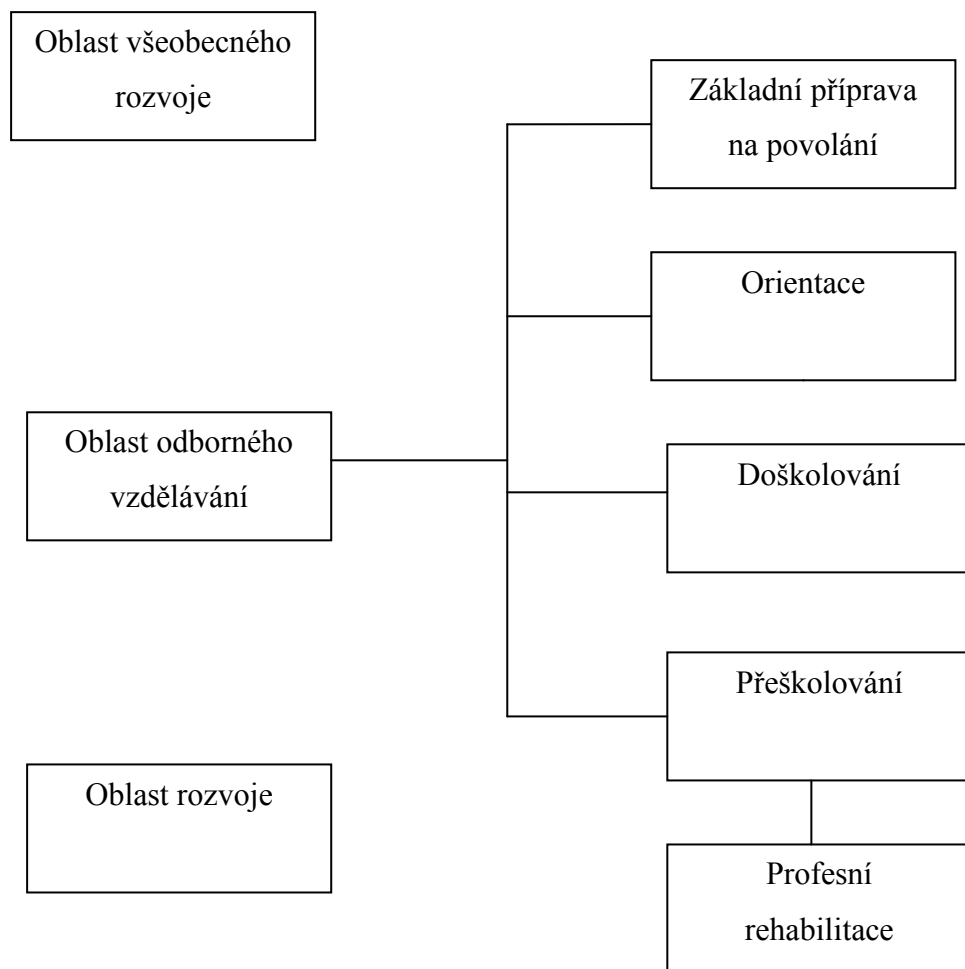 Oblast všeobecného
rozvoje
Základní příprava
na povolání
Orientace
Oblast odborného
vzdělávání
Doškolování
Přeškolování
Oblast rozvoje
Profesní
rehabilitace